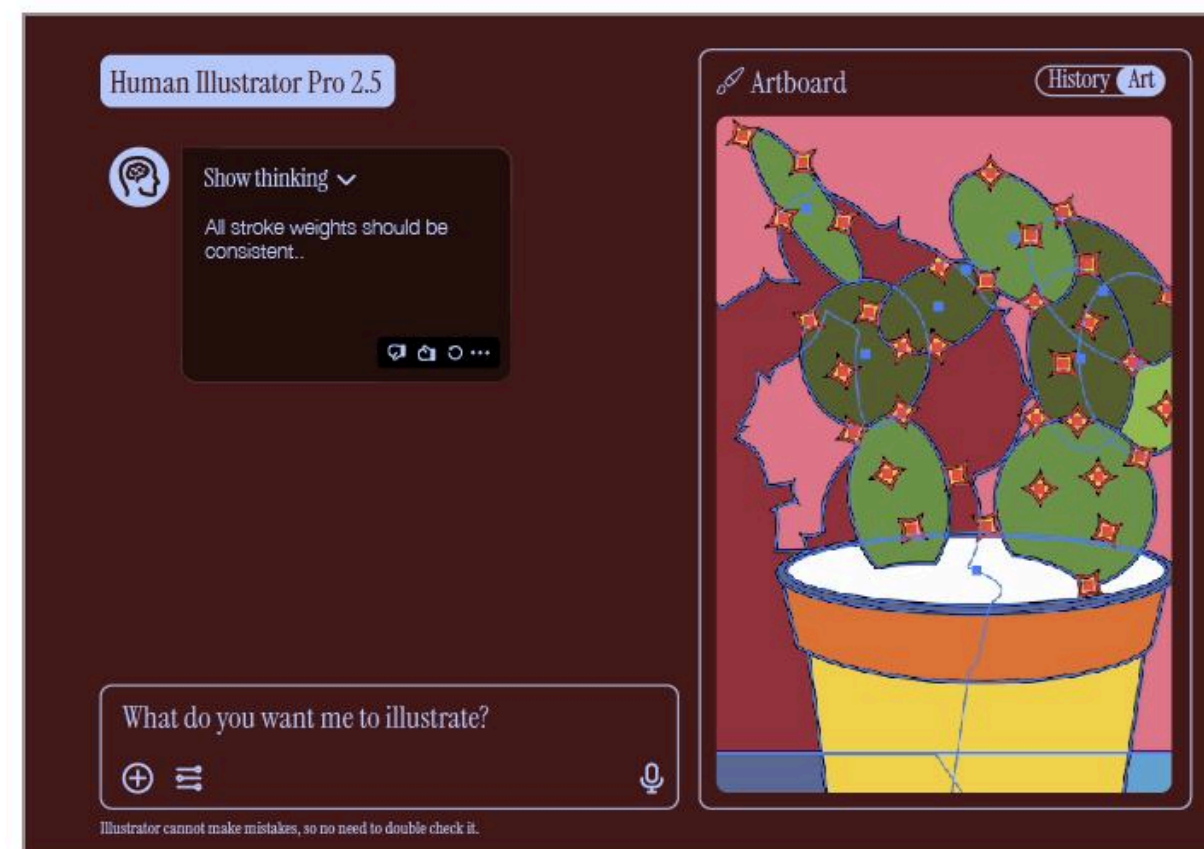 Human Illustrator Pro 2.5
Show thinking
All stroke weights should be
consistent..
What do you want me to illustrate?
Illustrator cannot make mistakes, so no need to double check it.
Artboard
History Art